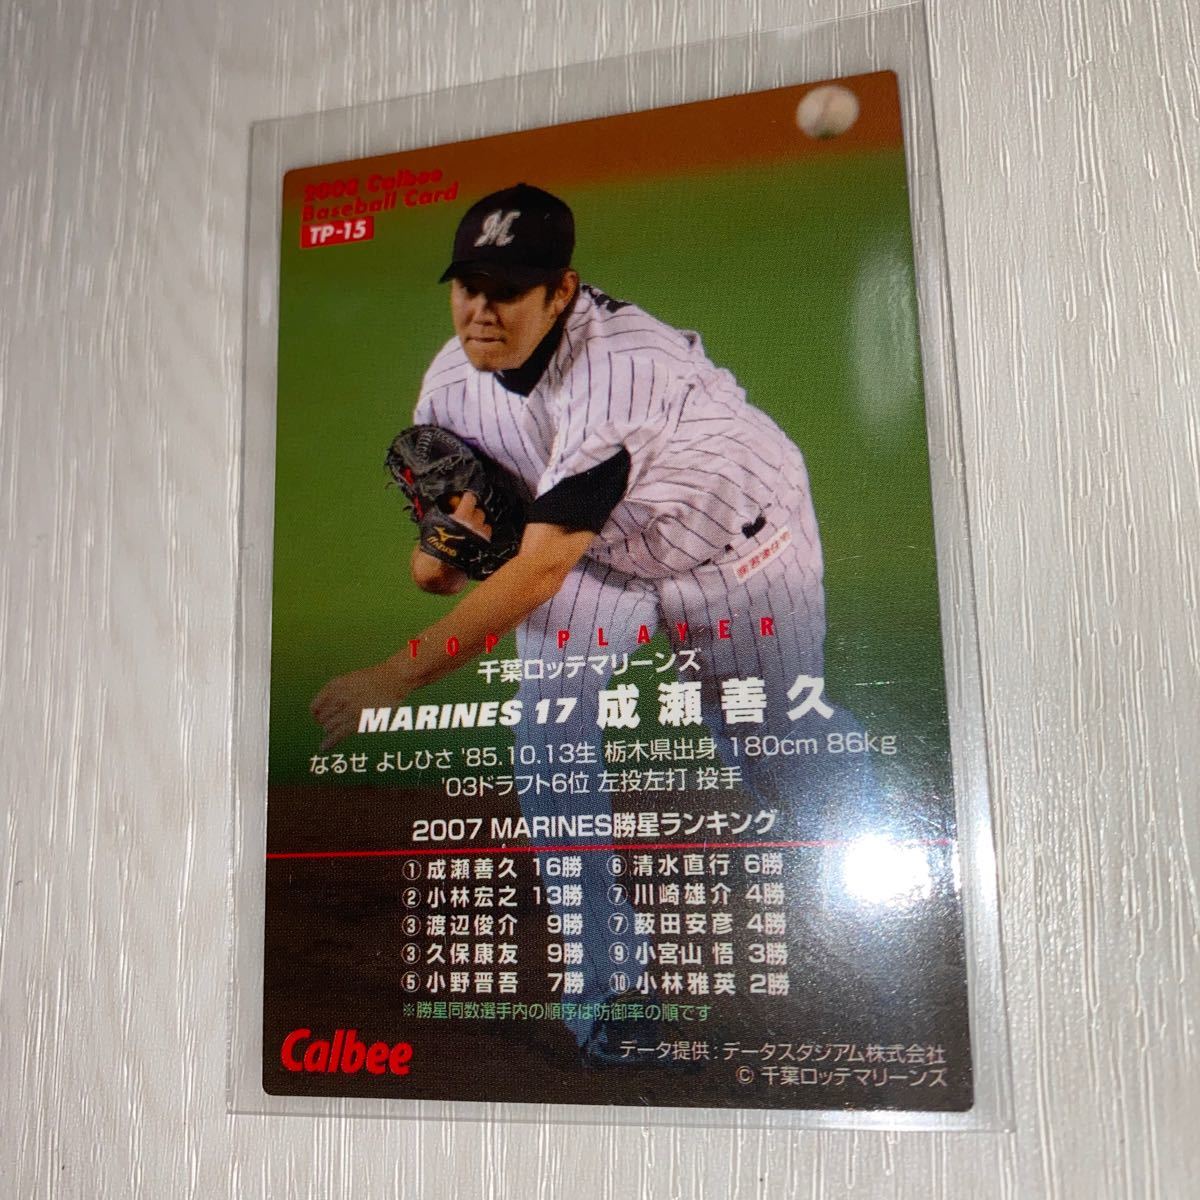 2008 Calbee
Baseball Card
TP-15
M
TOP PLAYER
千葉ロッテマリーンズ
MARINES 17 成瀬善久
なるせ よしひさ '85.10.13生 栃木県出身 180cm 86kg
'03ドラフト6位 左投左打 投手
2007 MARINES勝星ランキング
①成瀬善久 16勝 ⑥清水直行 6勝
②小林宏之 13勝 ⑦川崎雄介 4勝
③渡辺俊介 9勝 ⑦薮田安彦 4勝
③久保康友 9勝 ⑨小宮山 悟 3勝
⑤小野晋吾 7勝 ⑩小林雅英 2勝
※勝星同数選手内の順序は防御率の順です
Calbee
データ提供：データスタジアム株式会社
© 千葉ロッテマリーンズ